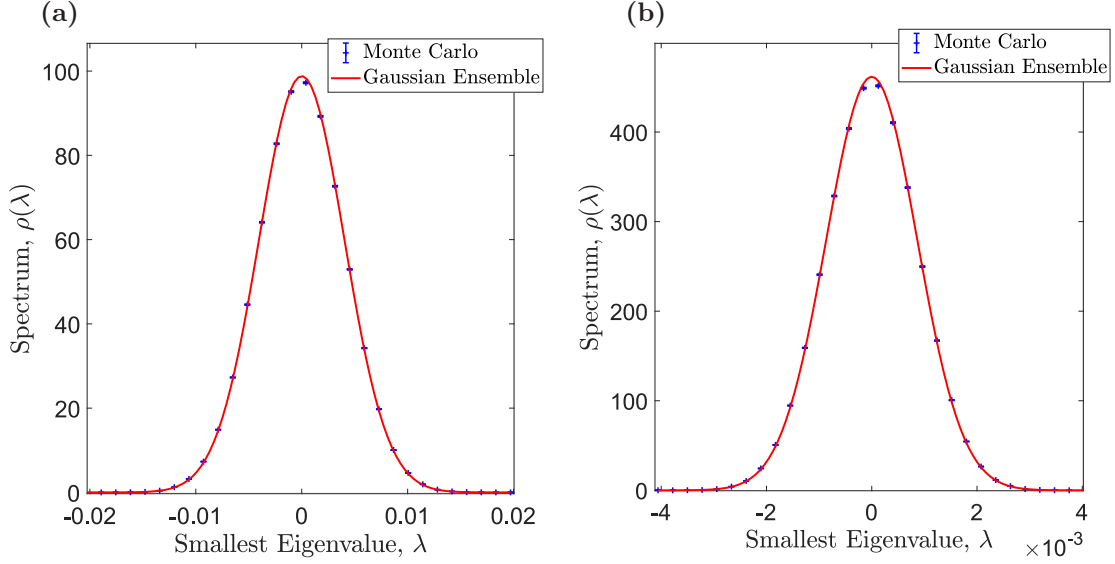 (a)
Monte Carlo
Gaussian Ensemble
Spectrum, ρ(λ)
100
80
60
40
20
0
-0.02
-0.01
0
0.01
0.02
Smallest Eigenvalue, λ
(b)
Monte Carlo
Gaussian Ensemble
Spectrum, ρ(λ)
400
300
200
100
0
-4
-2
0
2
4
×10⁻³
Smallest Eigenvalue, λ